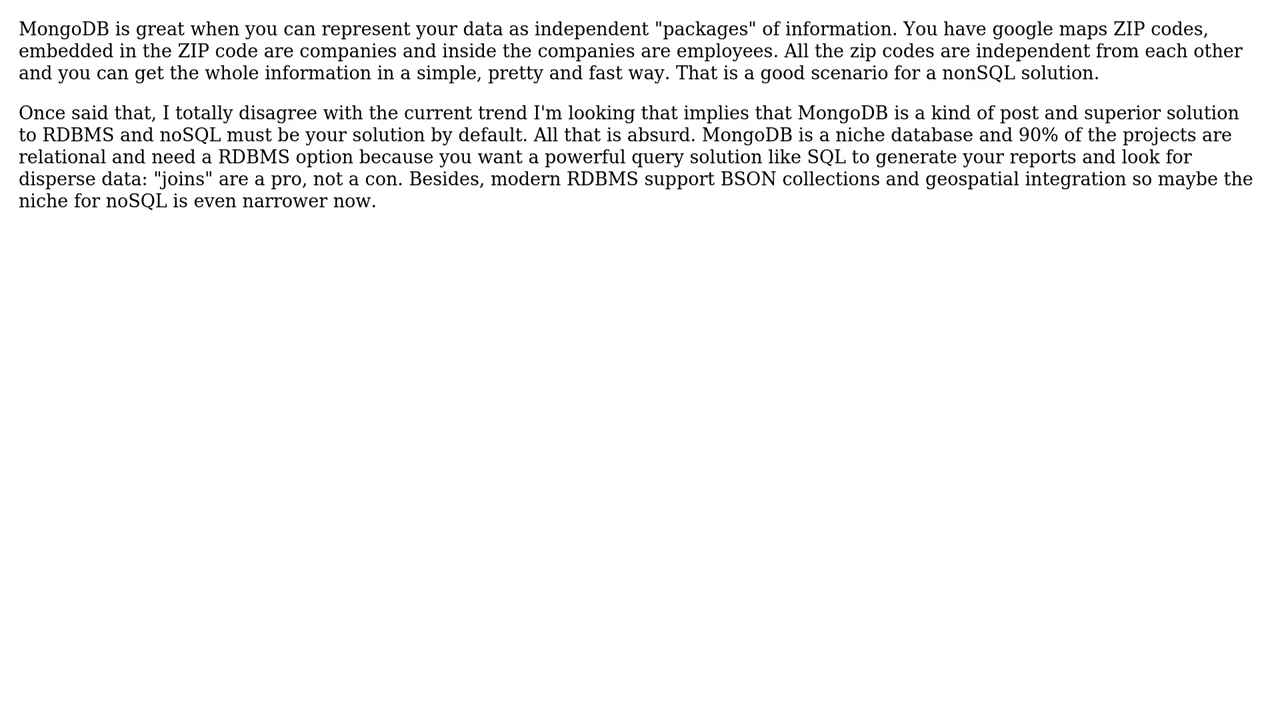 MongoDB is great when you can represent your data as independent "packages" of information. You have google maps ZIP codes,
embedded in the ZIP code are companies and inside the companies are employees. All the zip codes are independent from each other
and you can get the whole information in a simple, pretty and fast way. That is a good scenario for a nonSQL solution.
Once said that, I totally disagree with the current trend I'm looking that implies that MongoDB is a kind of post and superior solution
to RDBMS and noSQL must be your solution by default. All that is absurd. MongoDB is a niche database and 90% of the projects are
relational and need a RDBMS option because you want a powerful query solution like SQL to generate your reports and look for
disperse data: "joins" are a pro, not a con. Besides, modern RDBMS support BSON collections and geospatial integration so maybe the
niche for noSQL is even narrower now.